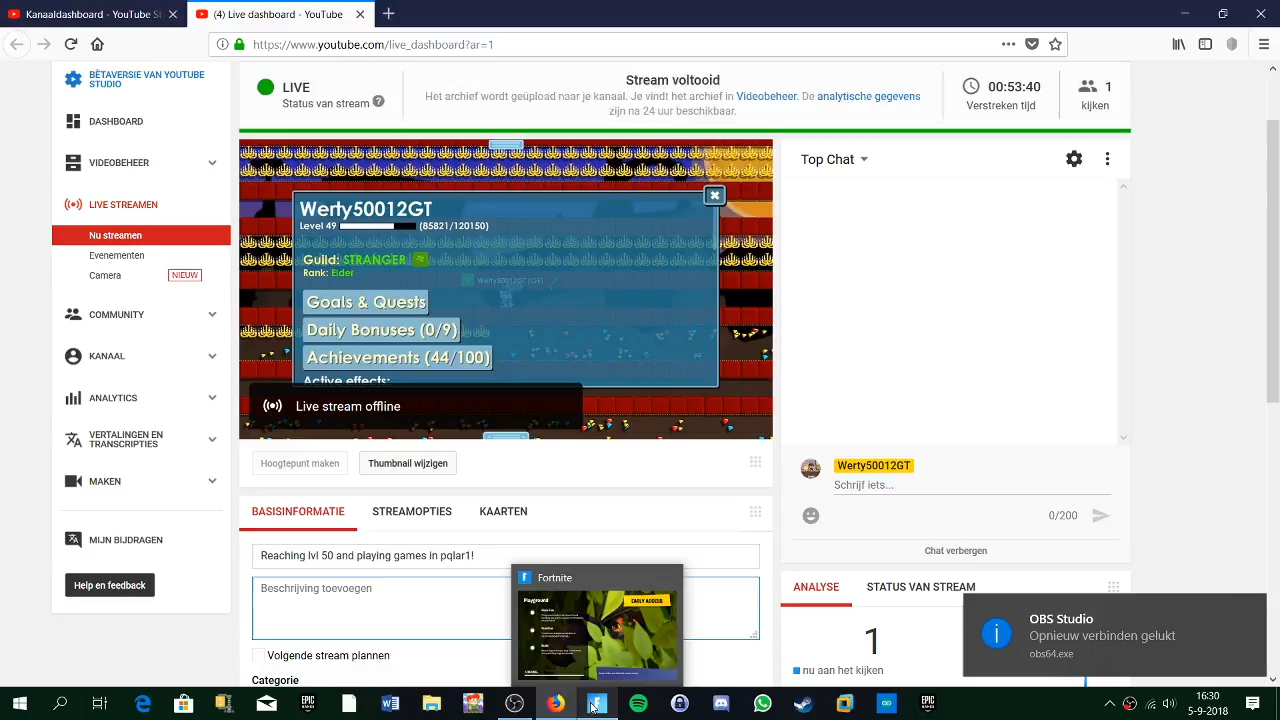 Kanaaldashboard - YouTube St
(4) Live dashboard - YouTube
https://www.youtube.com/live_dashboard?ar=1
BÈTAVERSIE VAN YOUTUBE
STUDIO
DASHBOARD
VIDEOBEHEER
LIVE STREAMEN
Nu streamen
Evenementen
Camera
NIEUW
COMMUNITY
KANAAL
ANALYTICS
VERTALINGEN EN
TRANSCRIPTIES
MAKEN
MIJN BIJDRAGEN
Help en feedback
LIVE
Status van stream
Stream voltooid
Het archief wordt geüpload naar je kanaal. Je vindt het archief in Videobeheer. De analytische gegevens
zijn na 24 uur beschikbaar.
00:53:40
Verstreken tijd
1
kijken
Werty50012GT
Level 49 (85821/120150)
Guild: STRANGER
Rank: Elder
Werty50012GT (GE)
Goals & Quests
Daily Bonuses (0/9)
Achievements (44/100)
Active effects:
Live stream offline
Hoogtepunt maken
Thumbnail wijzigen
BASISINFORMATIE
STREAMOPTIES
KAARTEN
Reaching lvl 50 and playing games in pqlar1!
Beschrijving toevoegen
Fortnite
Playground
EARLY ACCESS
gende stream plannen
Categorie
Top Chat
Werty50012GT
Schrijf iets...
0/200
Chat verbergen
ANALYSE
STATUS VAN STREAM
1
nu aan het kijken
OBS Studio
Opnieuw verbinden gelukt
obs64.exe
16:30
5-9-2018